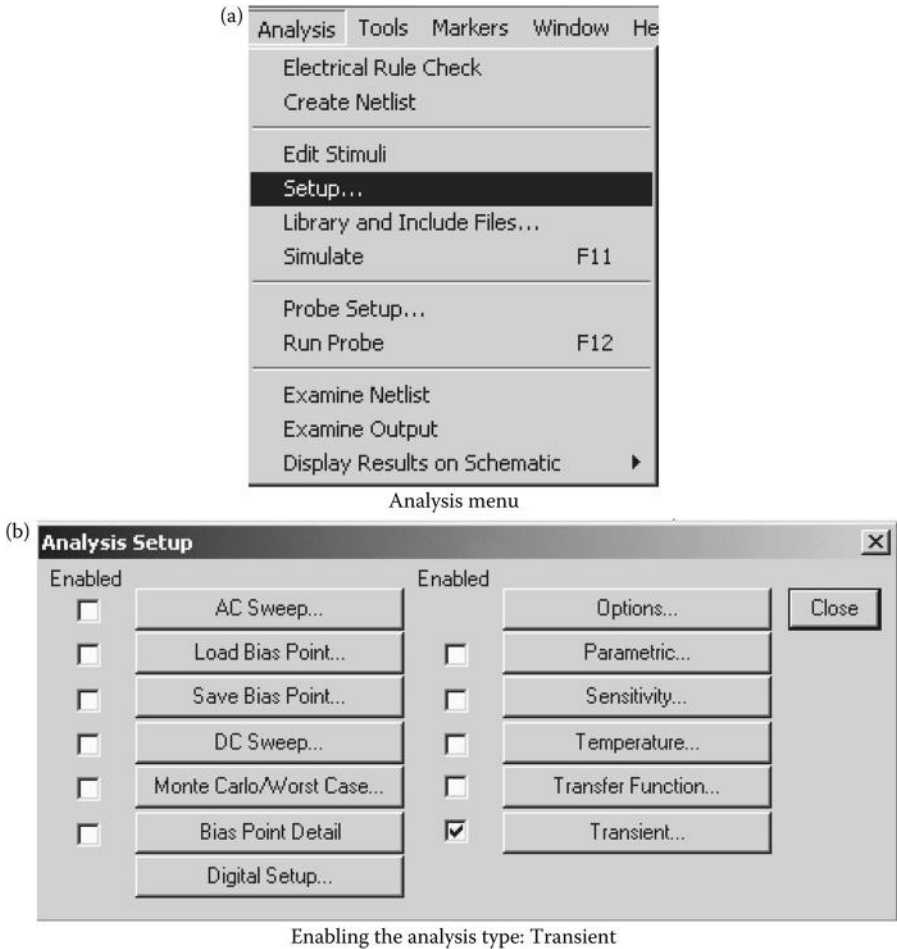 (a)
Analysis Tools Markers Window He
Electrical Rule Check
Create Netlist
Edit Stimuli
Setup...
Library and Include Files...
Simulate F11
Probe Setup...
Run Probe F12
Examine Netlist
Examine Output
Display Results on Schematic
Analysis menu
(b)
Analysis Setup
Enabled Enabled
AC Sweep... Options... Close
Load Bias Point... Parametric...
Save Bias Point... Sensitivity...
DC Sweep... Temperature...
Monte Carlo/Worst Case... Transfer Function...
Bias Point Detail Transient...
Digital Setup...
Enabling the analysis type: Transient